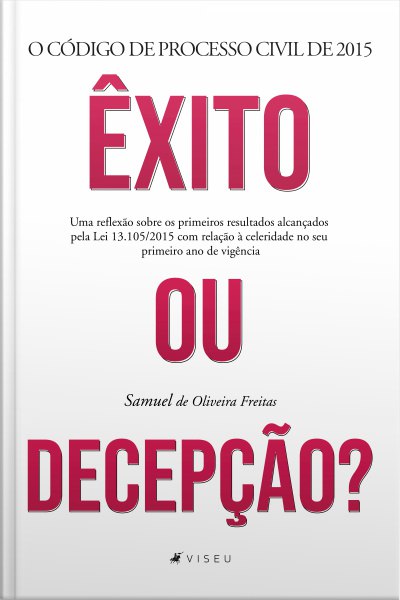 O CÓDIGO DE PROCESSO CIVIL DE 2015
ÊXITO
Uma reflexão sobre os primeiros resultados alcançados
pela Lei 13.105/2015 com relação à celeridade no seu
primeiro ano de vigência
OU
Samuel de Oliveira Freitas
DECEPÇÃO?
VISEU